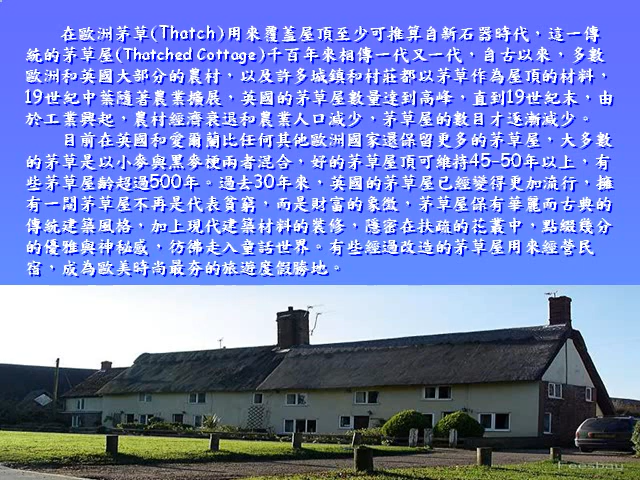 在歐洲茅草(Thatch)用來覆蓋屋頂至少可推算自新石器時代，這一傳
統的茅草屋(Thatched Cottage)千百年來相傳一代又一代，自古以來，多數
歐洲和英國大部分的農村，以及許多城鎮和村莊都以茅草作為屋頂的材料，
19世紀中葉隨著農業擴展，英國的茅草屋數量達到高峰，直到19世紀末，由
於工業興起，農村經濟衰退和農業人口減少，茅草屋的數目才逐漸減少。
目前在英國和愛爾蘭比任何其他歐洲國家還保留更多的茅草屋，大多數
的茅草是以小麥與黑麥梗兩者混合，好的茅草屋頂可維持45-50年以上，有
些茅草屋齡超過500年。過去30年來，英國的茅草屋已經變得更加流行，擁
有一間茅草屋不再是代表貧窮，而是財富的象徵，茅草屋保有華麗而古典的
傳統建築風格，加上現代建築材料的裝修，隱密在扶疏的花叢中，點綴幾分
的優雅與神秘感，彷彿走入童話世界。有些經過改造的茅草屋用來經營民
宿，成為歐美時尚最夯的旅遊度假勝地。